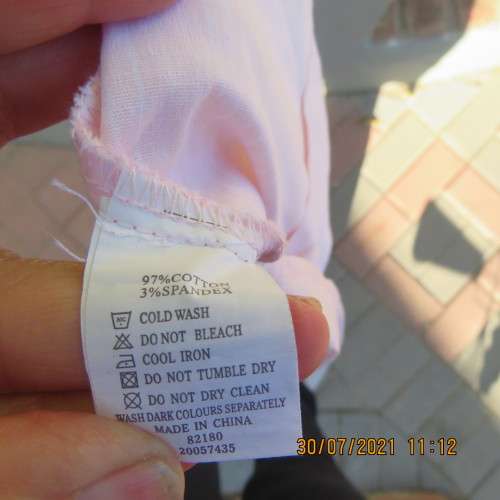 97%COTTON
3%SPANDEX
COLD WASH
DO NOT BLEACH
COOL IRON
DO NOT TUMBLE DRY
DO NOT DRY CLEAN
WASH DARK COLOURS SEPARATELY
MADE IN CHINA
82180
20057435
30/07/2021 11:12